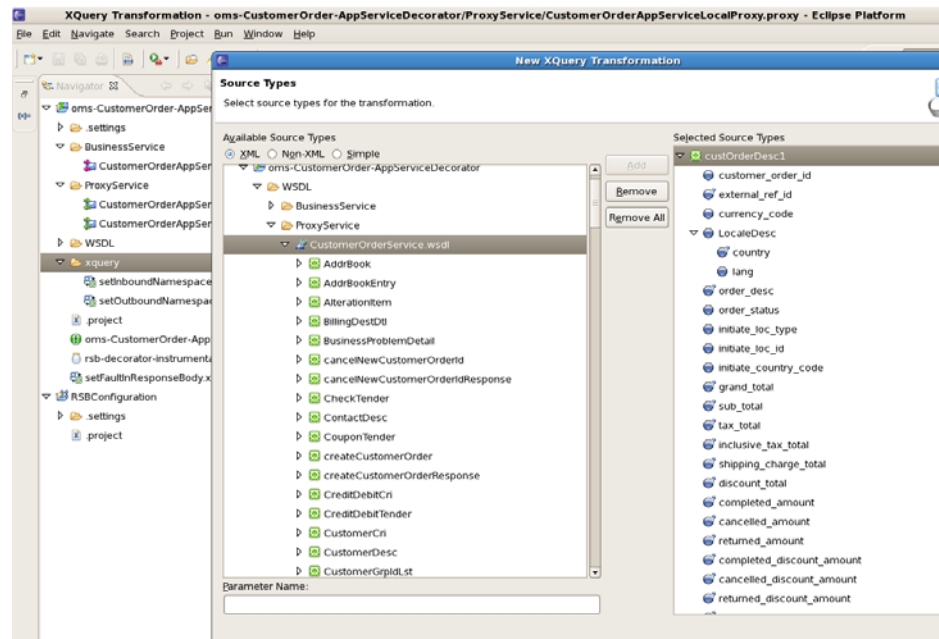 XQuery Transformation - oms-CustomerOrder-AppServiceDecorator/ProxyService/CustomerOrderAppServiceLocalProxy.proxy - Eclipse Platform
File Edit Navigate Search Project Run Window Help
Navigator
oms-CustomerOrder-AppSer
.settings
BusinessService
CustomerOrderAppSer
ProxyService
CustomerOrderAppSer
CustomerOrderAppSer
WSDL
xquery
setInboundNamespace
setOutboundNamespac
.project
oms-CustomerOrder-App
rsb-decorator-instrumenta
setFaultInResponseBody.x
RSBConfiguration
.settings
.project
New XQuery Transformation
Source Types
Select source types for the transformation.
Available Source Types
XML Non-XML Simple
oms-CustomerOrder-AppServiceDecorator
WSDL
BusinessService
ProxyService
CustomerOrderService.wsdl
AddrBook
AddrBookEntry
AlterationItem
BillingDestDtl
BusinessProblemDetail
cancelNewCustomerOrderId
cancelNewCustomerOrderIdResponse
CheckTender
ContactDesc
CouponTender
createCustomerOrder
createCustomerOrderResponse
CreditDebitCri
CreditDebitTender
CustomerCri
CustomerDesc
CustomerGrpIdLst
Parameter Name:
Add
Remove
Remove All
Selected Source Types
custOrderDesc1
customer_order_id
external_ref_id
currency_code
LocaleDesc
country
lang
order_desc
order_status
initiate_loc_type
initiate_loc_id
initiate_country_code
grand_total
sub_total
tax_total
inclusive_tax_total
shipping_charge_total
discount_total
completed_amount
cancelled_amount
returned_amount
completed_discount_amount
cancelled_discount_amount
returned_discount_amount